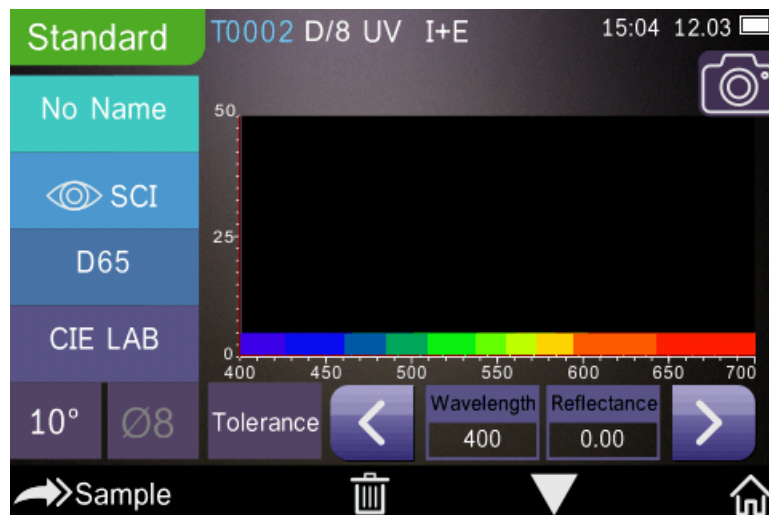 Standard
T0002 D/8 UV I+E 15:04 12.03
No Name
SCI
D65
CIE LAB
10° Ø8
50
25
0
400 450 500 550 600 650 700
Tolerance
Wavelength
400
Reflectance
0.00
Sample